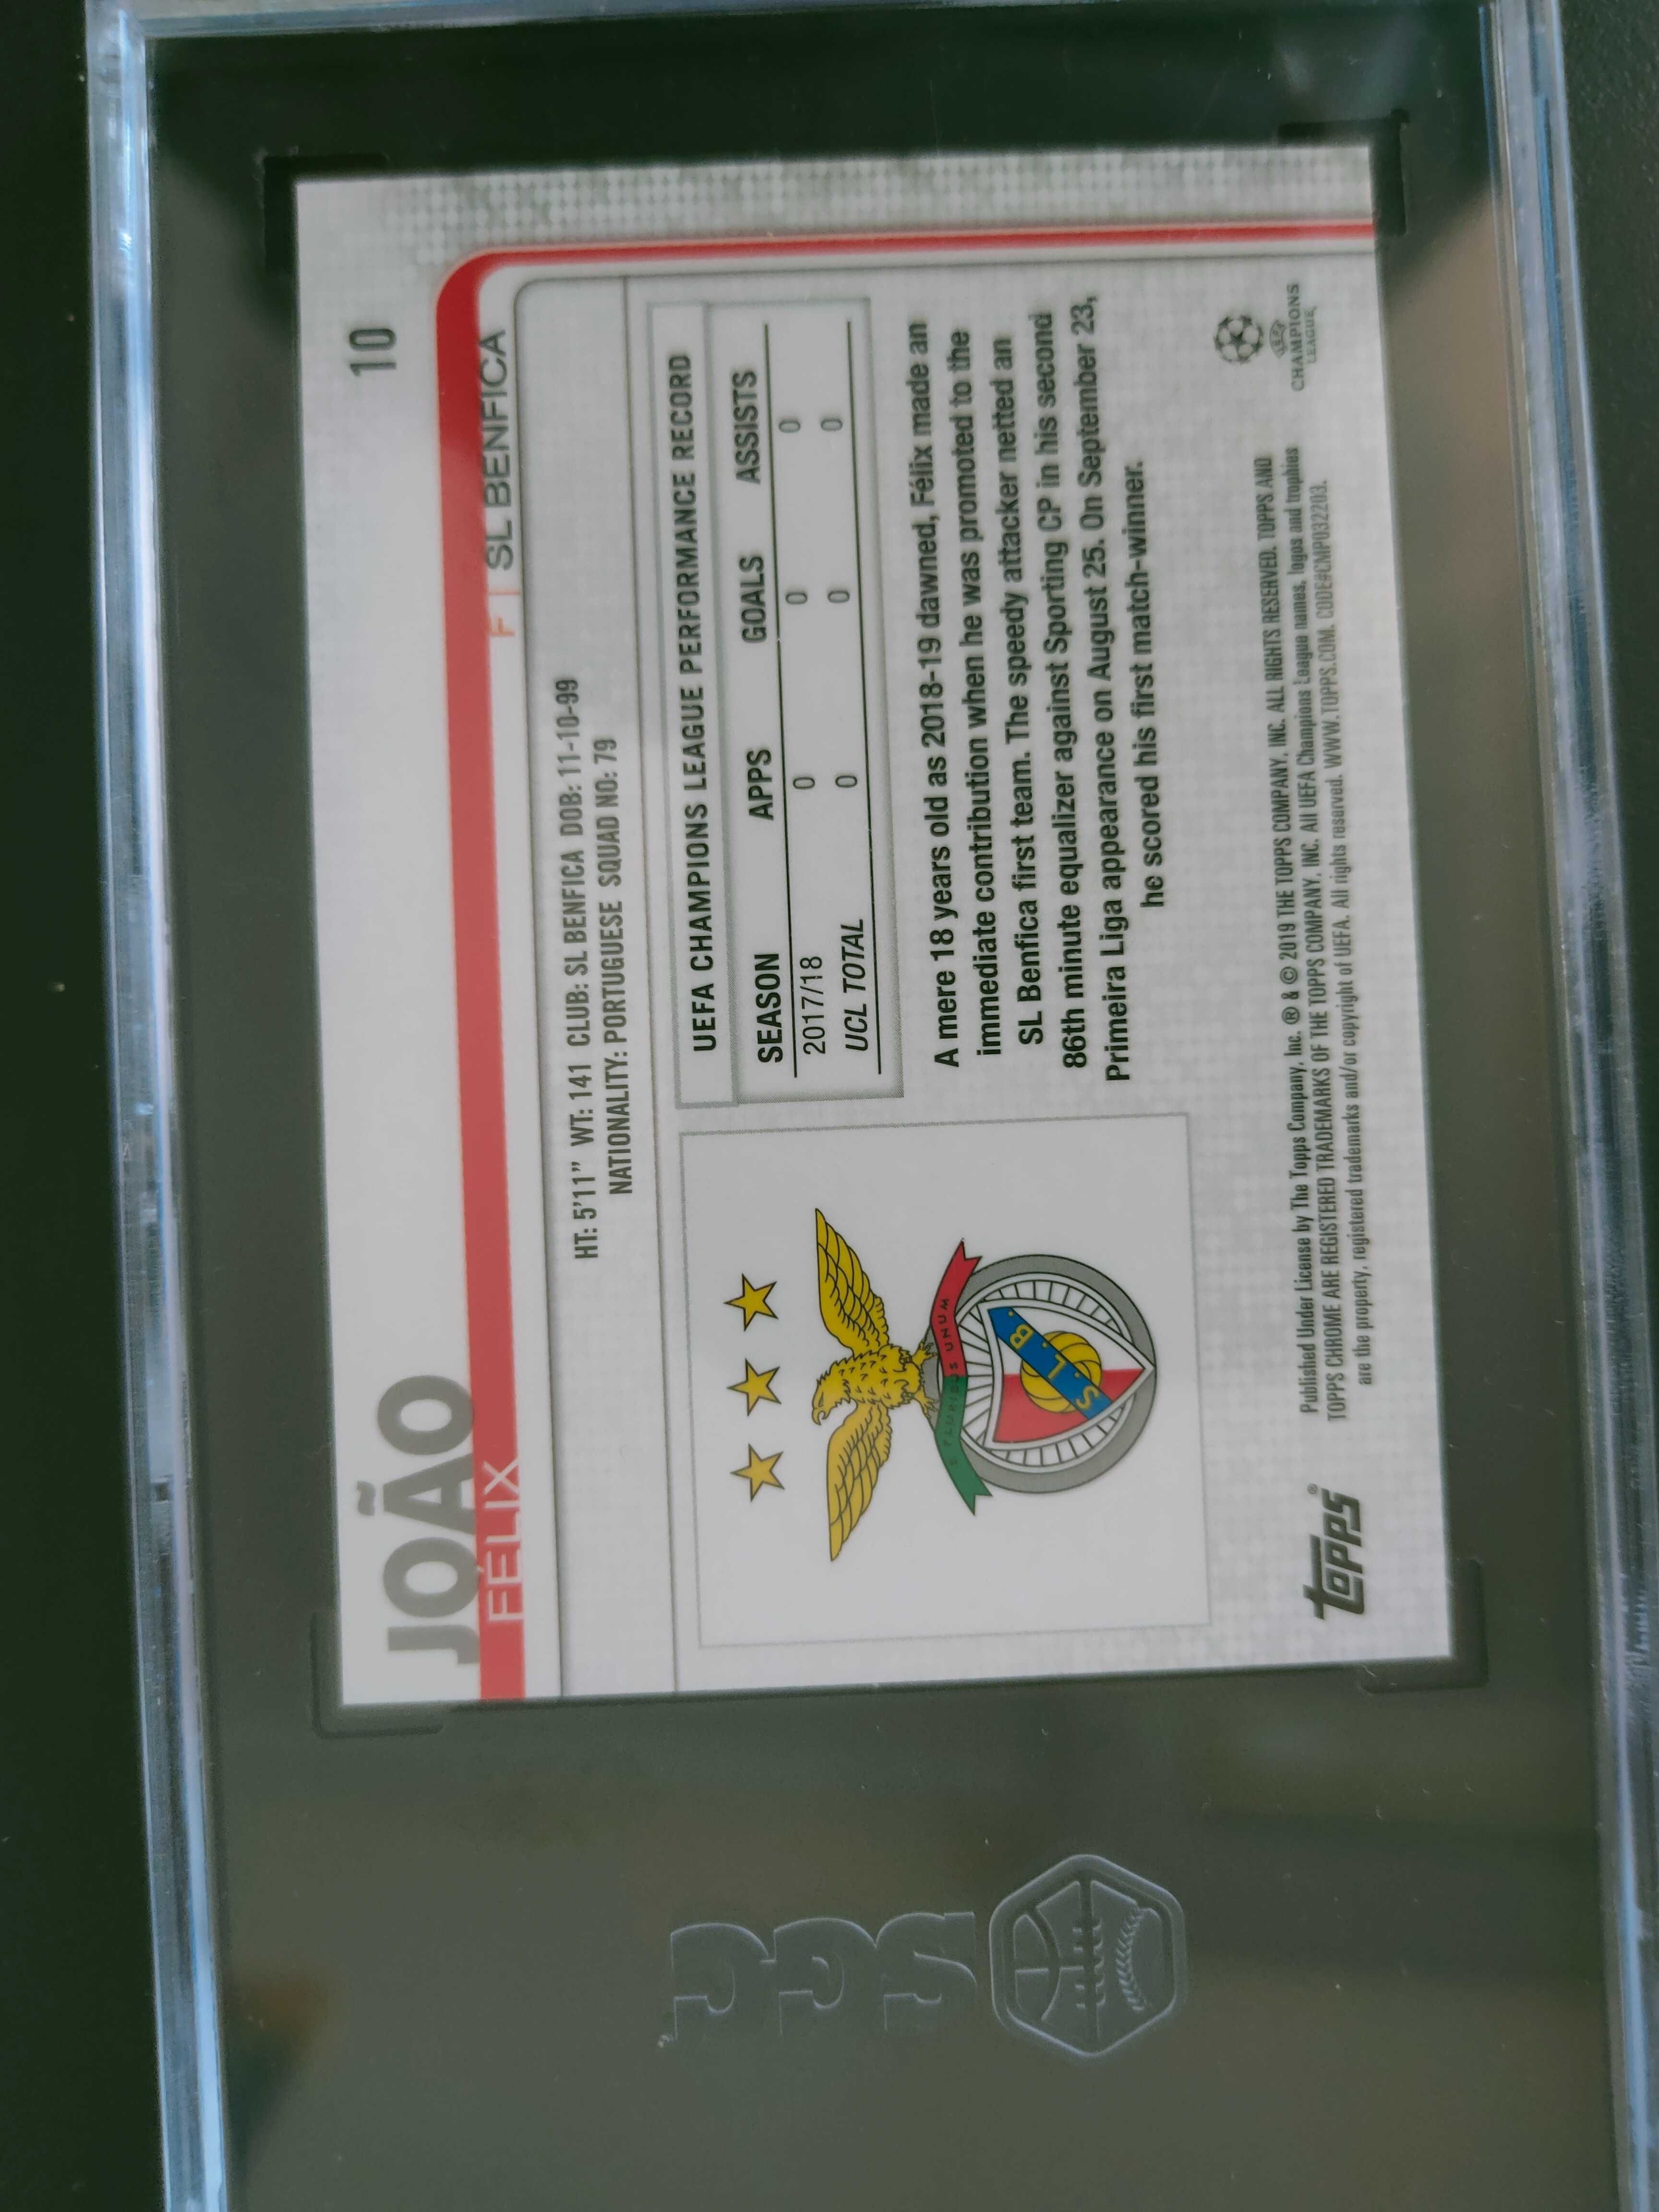 10
JOÃO
FÉLIX
F | SL BENFICA
HT: 5'11" WT: 141 CLUB: SL BENFICA DOB: 11-10-99
NATIONALITY: PORTUGUESE SQUAD NO: 79
UEFA CHAMPIONS LEAGUE PERFORMANCE RECORD
SEASON APPS GOALS ASSISTS
2017/18 0 0 0
UCL TOTAL 0 0 0
A mere 18 years old as 2018-19 dawned, Félix made an
immediate contribution when he was promoted to the
SL Benfica first team. The speedy attacker netted an
86th minute equalizer against Sporting CP in his second
Primeira Liga appearance on August 25. On September 23,
he scored his first match-winner.
E PLURIBUS UNUM
S.L.B.
topps®
Published Under License by The Topps Company, Inc. ® & © 2019 THE TOPPS COMPANY, INC. ALL RIGHTS RESERVED. TOPPS AND
TOPPS CHROME ARE REGISTERED TRADEMARKS OF THE TOPPS COMPANY, INC. All UEFA Champions League names, logos and trophies
are the property, registered trademarks and/or copyright of UEFA. All rights reserved. WWW.TOPPS.COM. CODE#CMP032203.
UEFA
CHAMPIONS
LEAGUE
SGC